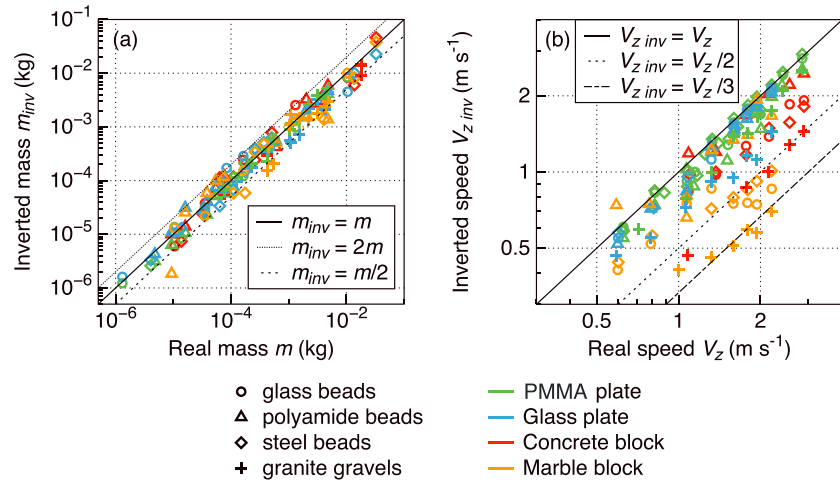 (a)
Inverted mass m_inv (kg)
10⁻¹
10⁻²
10⁻³
10⁻⁴
10⁻⁵
10⁻⁶
m_inv = m
m_inv = 2m
m_inv = m/2
10⁻⁶ 10⁻⁴ 10⁻²
Real mass m (kg)
(b)
Inverted speed V_z inv (m s⁻¹)
2
1
0.5
V_z inv = V_z
V_z inv = V_z /2
V_z inv = V_z /3
0.5 1 2
Real speed V_z (m s⁻¹)
glass beads
polyamide beads
steel beads
granite gravels
PMMA plate
Glass plate
Concrete block
Marble block